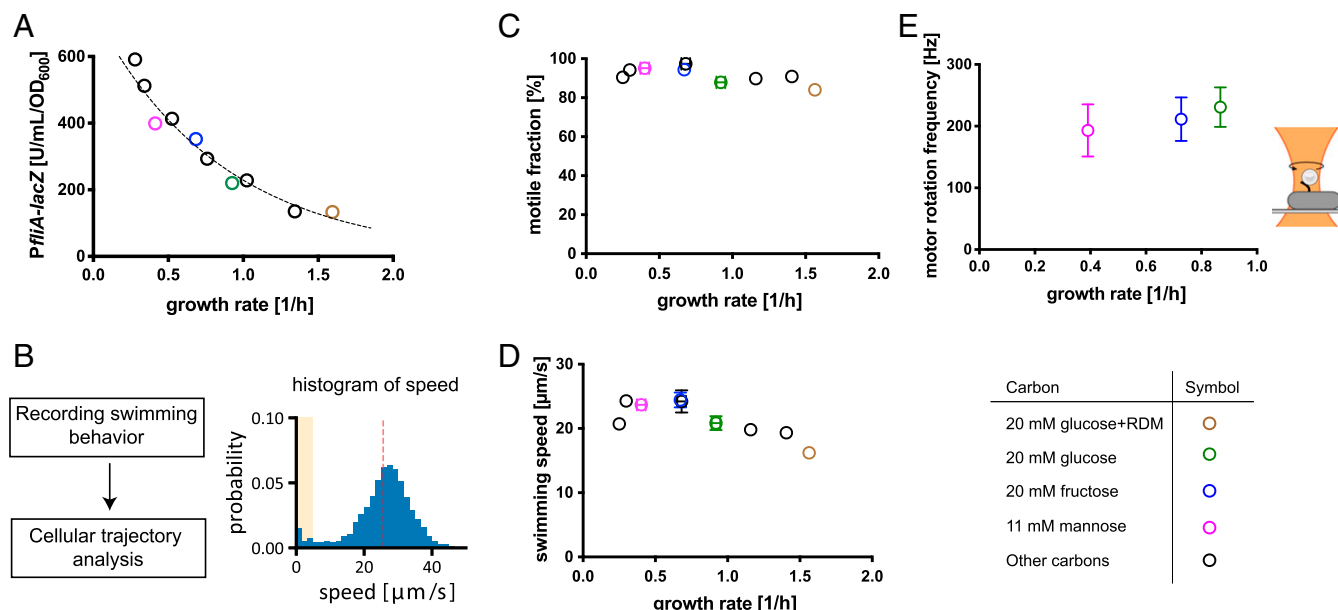 A
PfliA-lacZ [U/mL/OD600]
600
400
200
0
0.0 0.5 1.0 1.5 2.0
growth rate [1/h]
B
Recording swimming
behavior
Cellular trajectory
analysis
histogram of speed
probability
0.10
0.05
0.00
0 20 40
speed [μm/s]
C
motile fraction [%]
100
80
60
40
20
0
0.0 0.5 1.0 1.5 2.0
growth rate [1/h]
D
swimming speed [μm/s]
30
20
10
0
0.0 0.5 1.0 1.5 2.0
growth rate [1/h]
E
motor rotation frequency [Hz]
300
200
100
0
0.0 0.2 0.4 0.6 0.8 1.0
growth rate [1/h]
Carbon Symbol
20 mM glucose+RDM
20 mM glucose
20 mM fructose
11 mM mannose
Other carbons